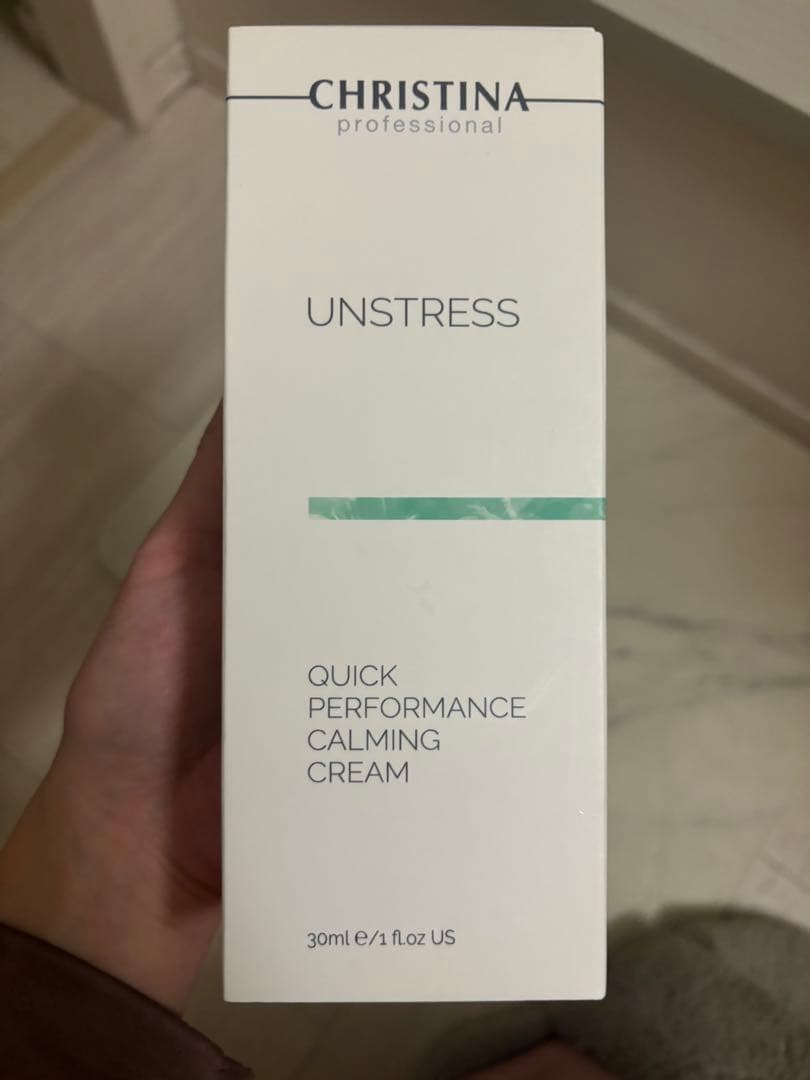 CHRISTINA
professional
UNSTRESS
QUICK
PERFORMANCE
CALMING
CREAM
30ml ℮/1 fl.oz US